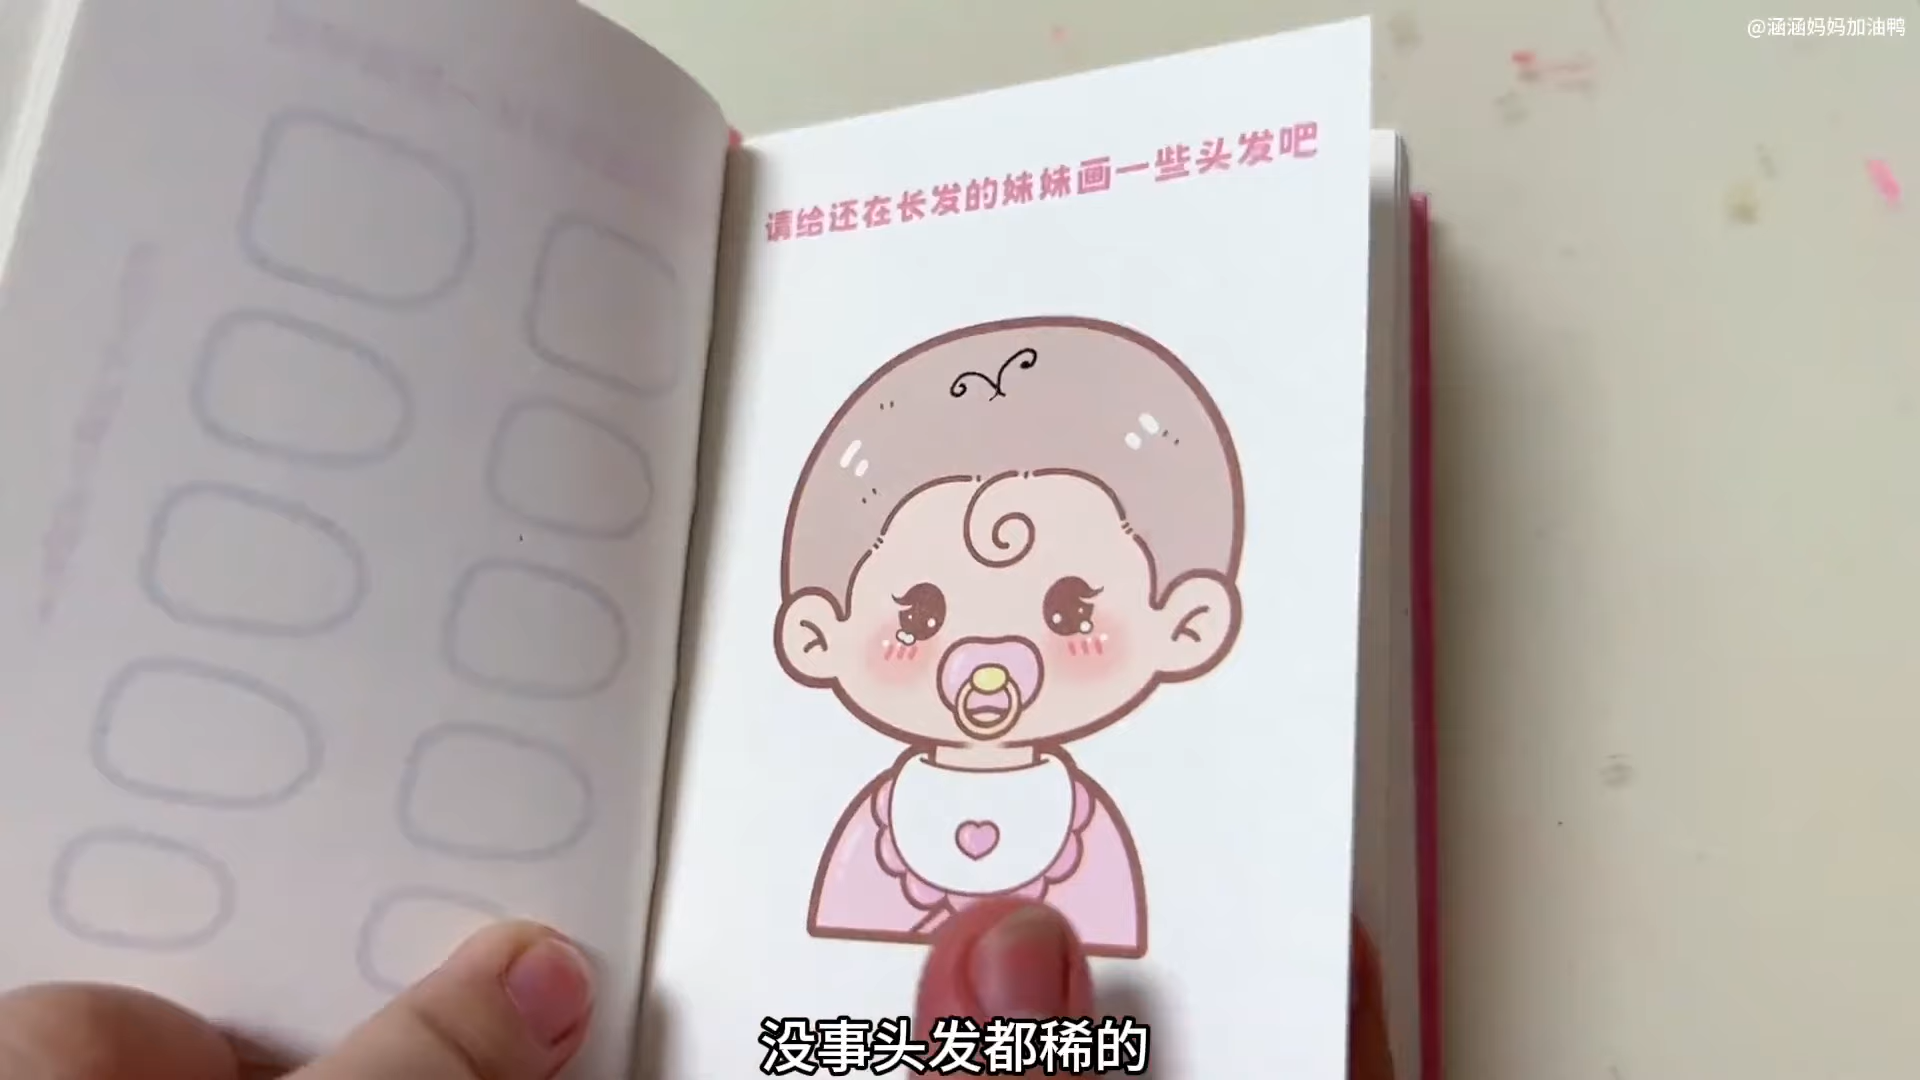 @涵涵妈妈加油鸭
请给还在长发的妹妹画一些头发吧
没事头发都稀的